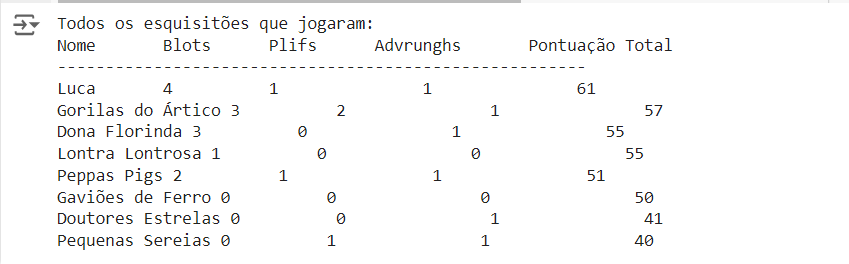 Todos os esquisitões que jogaram:
Nome Blots Plifs Advrunghs Pontuação Total
-------------------------------------------------------
Luca 4 1 1 61
Gorilas do Ártico 3 2 1 57
Dona Florinda 3 0 1 55
Lontra Lontrosa 1 0 0 55
Peppas Pigs 2 1 1 51
Gaviões de Ferro 0 0 0 50
Doutores Estrelas 0 0 1 41
Pequenas Sereias 0 1 1 40